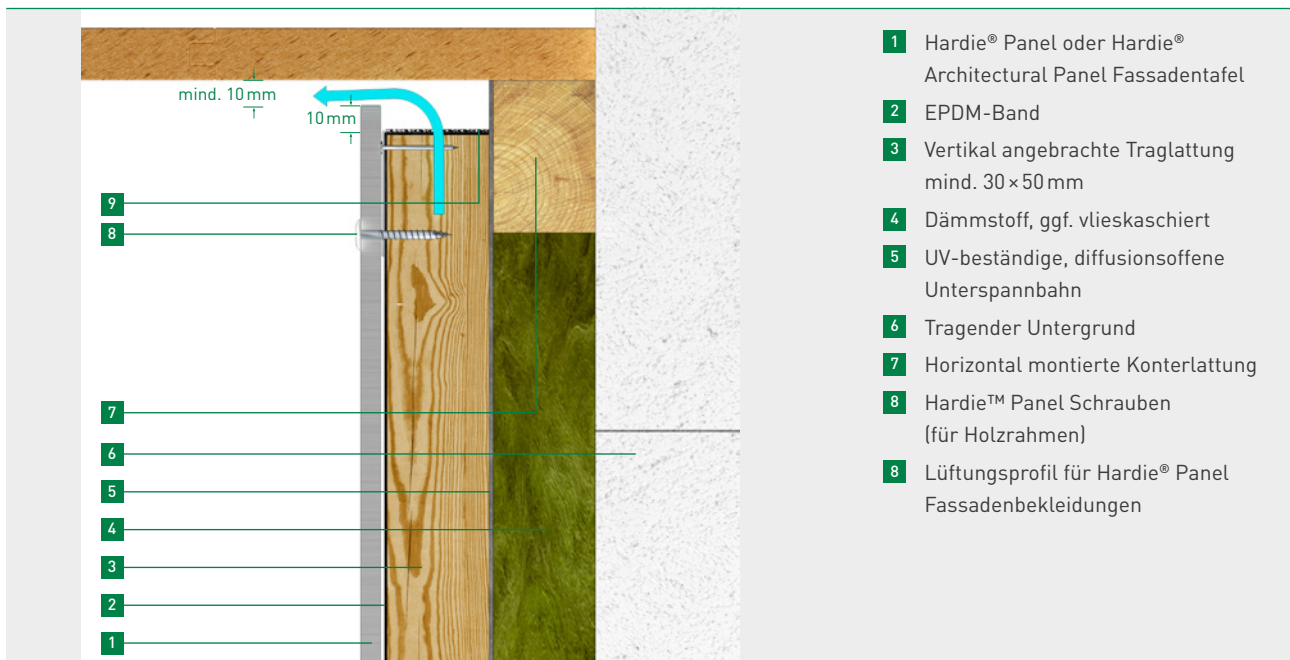 mind. 10 mm
10 mm
9
8
7
6
5
4
3
2
1
1 Hardie® Panel oder Hardie®
Architectural Panel Fassadentafel
2 EPDM-Band
3 Vertikal angebrachte Traglattung
mind. 30 × 50 mm
4 Dämmstoff, ggf. vlieskaschiert
5 UV-beständige, diffusionsoffene
Unterspannbahn
6 Tragender Untergrund
7 Horizontal montierte Konterlattung
8 Hardie™ Panel Schrauben
(für Holzrahmen)
8 Lüftungsprofil für Hardie® Panel
Fassadenbekleidungen